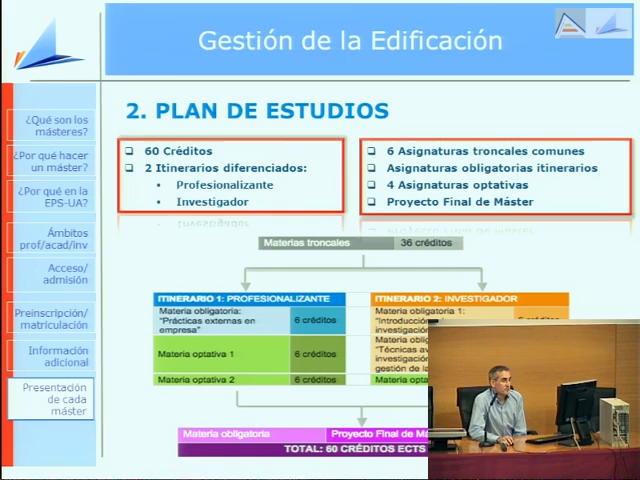 Gestión de la Edificación
2. PLAN DE ESTUDIOS
¿Qué son los
másteres?
¿Por qué hacer
un máster?
¿Por qué en la
EPS-UA?
Ámbitos
prof/acad/inv
Acceso/
admisión
Preinscripción/
matriculación
Información
adicional
Presentación
de cada
máster
60 Créditos
2 Itinerarios diferenciados:
Profesionalizante
Investigador
6 Asignaturas troncales comunes
Asignaturas obligatorias itinerarios
4 Asignaturas optativas
Proyecto Final de Máster
Materias troncales 36 créditos
ITINERARIO 1: PROFESIONALIZANTE
Materia obligatoria:
"Prácticas externas en
empresa"
6 créditos
Materia optativa 1 6 créditos
Materia optativa 2 6 créditos
ITINERARIO 2: INVESTIGADOR
Materia obligatoria 1:
"Introducción
investigación
Materia obligatoria
"Técnicas
investigación
gestión de la
Materia
Materia obligatoria Proyecto Final de
TOTAL: 60 CRÉDITOS ECTS